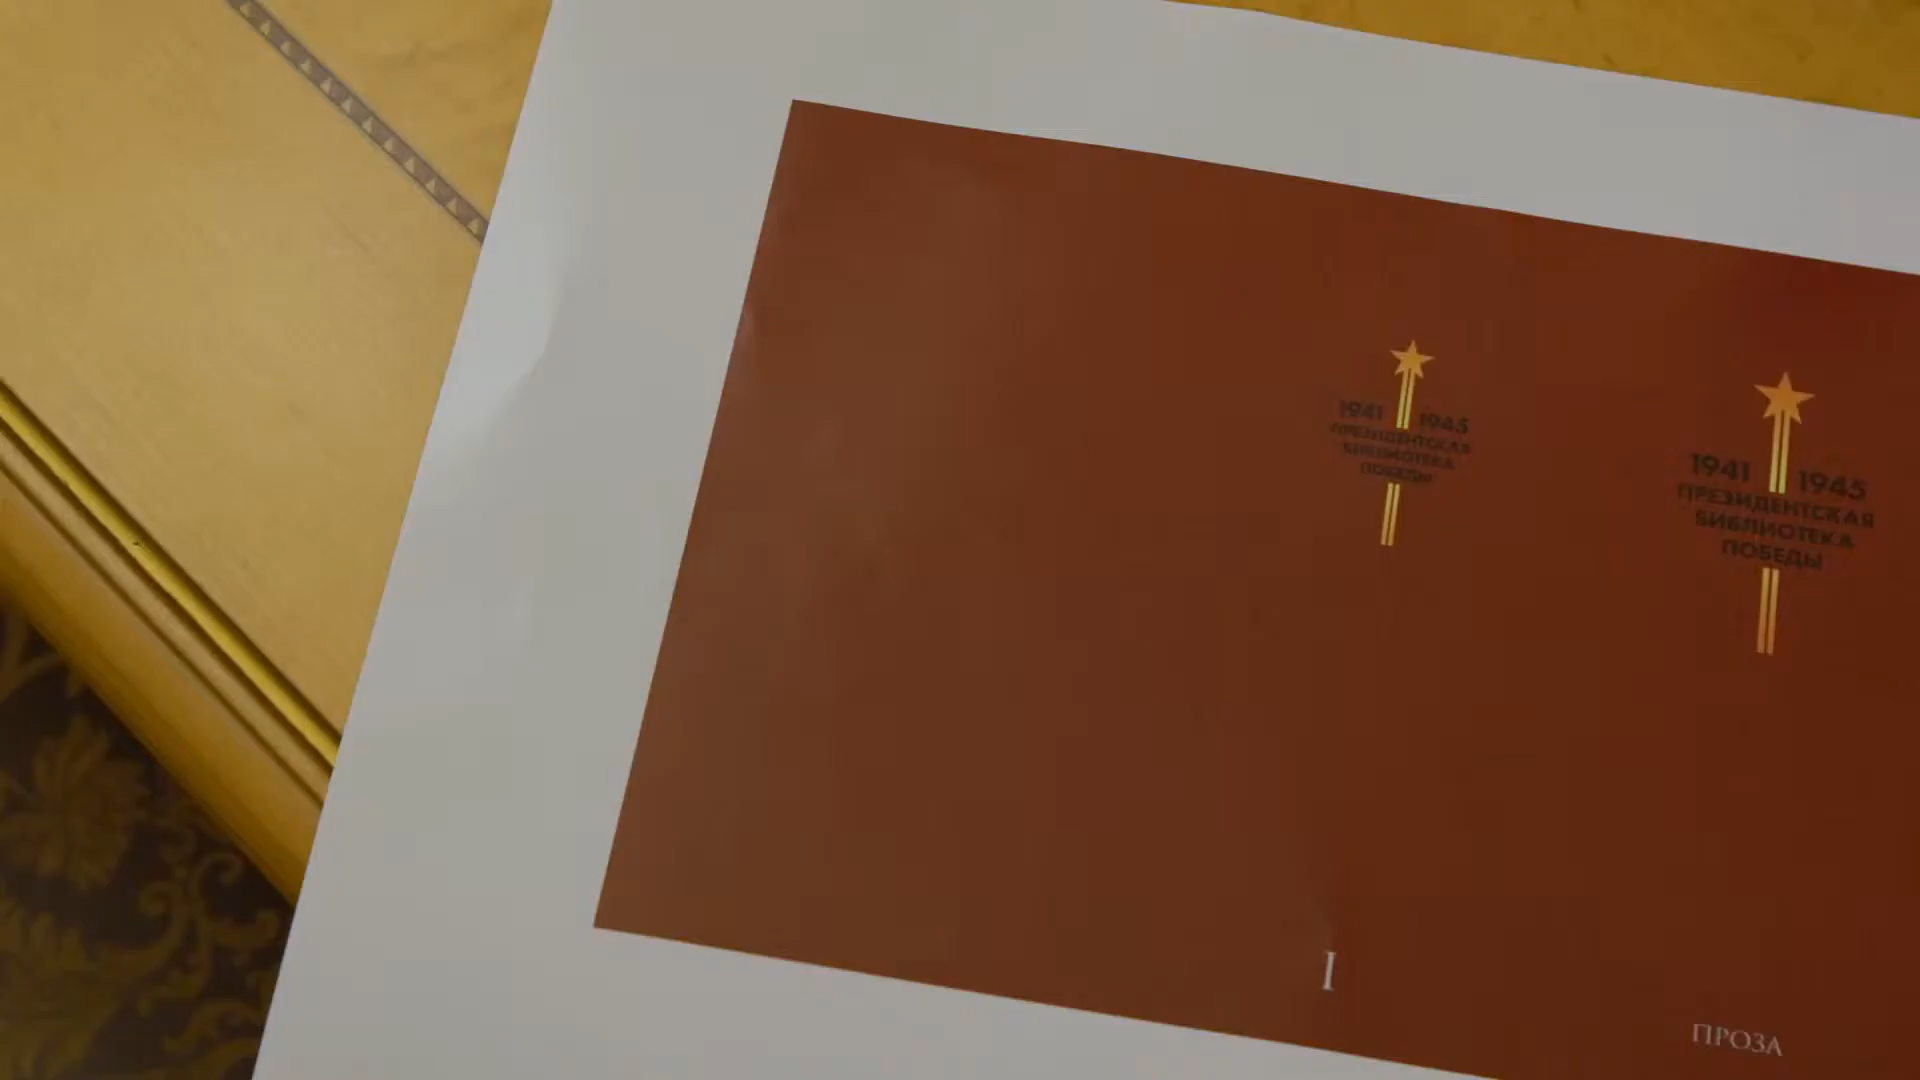 1941 1945
ПРЕЗИДЕНТСКАЯ
БИБЛИОТЕКА
ПОБЕДЫ
I
1941 1945
ПРЕЗИДЕНТСКАЯ
БИБЛИОТЕКА
ПОБЕДЫ
ПРОЗА